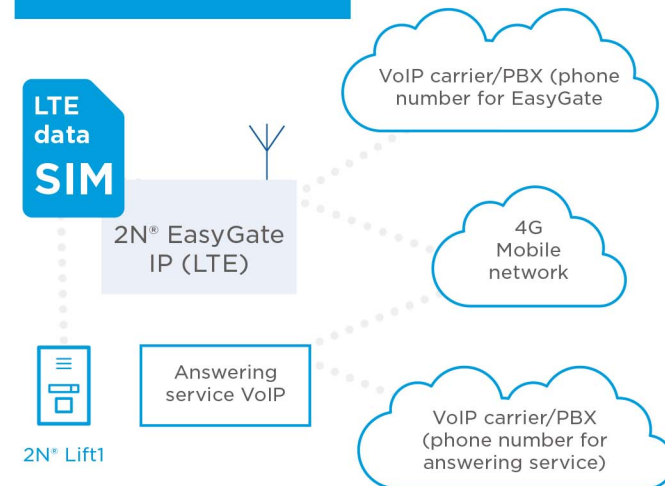 VoIP carrier/PBX (phone
number for EasyGate
LTE
data
SIM
2N® EasyGate
IP (LTE)
4G
Mobile
network
Answering
service VoIP
2N® Lift1
VoIP carrier/PBX
(phone number for
answering service)